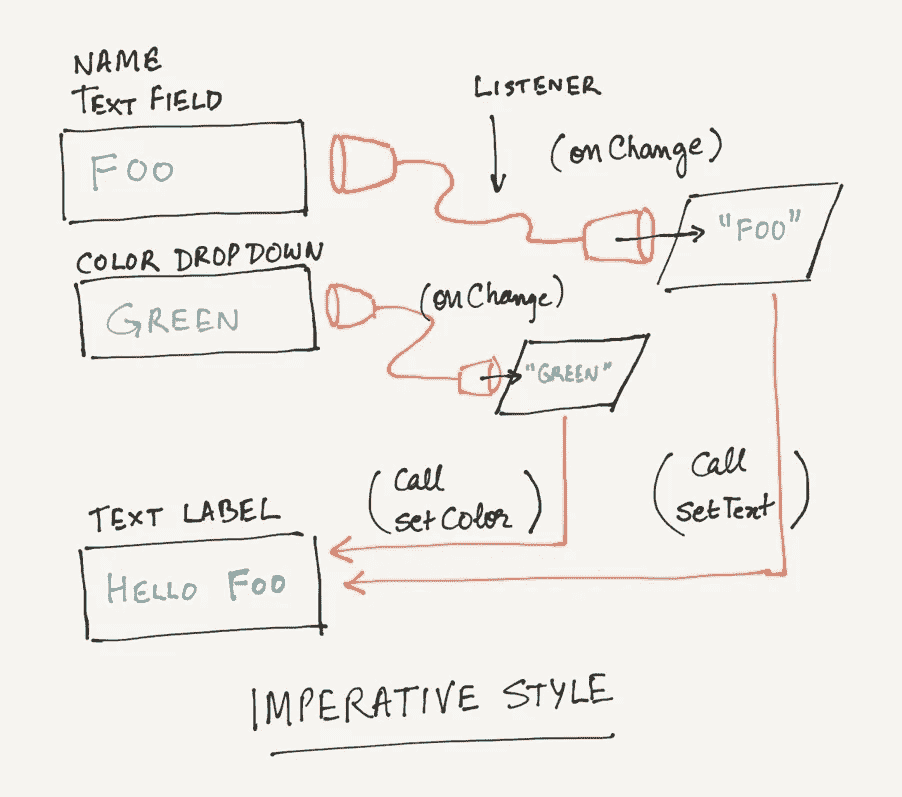 NAME
TEXT FIELD
FOO
LISTENER
(onChange)
"FOO"
COLOR DROPDOWN
GREEN
(onChange)
"GREEN"
(Call
setColor)
(Call
setText)
TEXT LABEL
HELLO FOO
IMPERATIVE STYLE